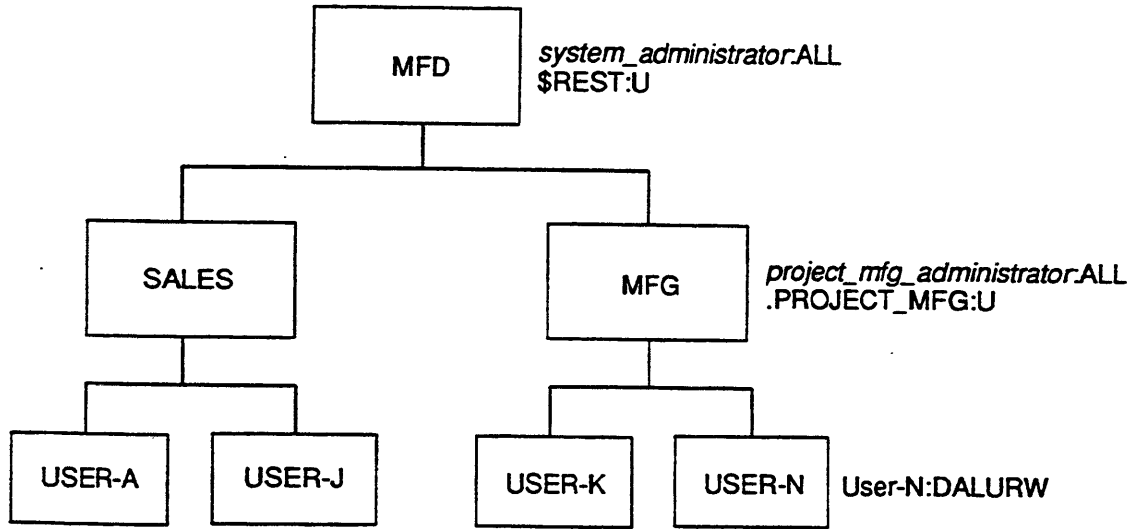 MFD
system_administrator:ALL
$REST:U
SALES
MFG
project_mfg_administrator:ALL
.PROJECT_MFG:U
USER-A
USER-J
USER-K
USER-N
User-N:DALURW